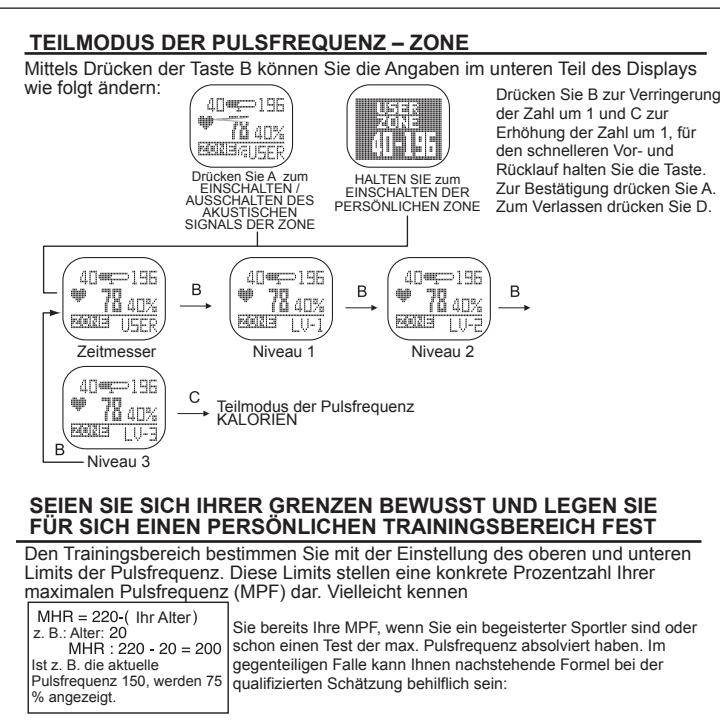 TEILMODUS DER PULSFREQUENZ – ZONE
Mittels Drücken der Taste B können Sie die Angaben im unteren Teil des Displays
wie folgt ändern:
40 196
78 40%
ZONE USER
Drücken Sie A zum
EINSCHALTEN /
AUSSCHALTEN DES
AKUSTISCHEN
SIGNALS DER ZONE
USER
ZONE
40-196
HALTEN SIE zum
EINSCHALTEN DER
PERSÖNLICHEN ZONE
Drücken Sie B zur Verringerung
der Zahl um 1 und C zur
Erhöhung der Zahl um 1, für
den schnelleren Vor- und
Rücklauf halten Sie die Taste.
Zur Bestätigung drücken Sie A.
Zum Verlassen drücken Sie D.
40 196
78 40%
ZONE USER
Zeitmesser
B
40 196
78 40%
ZONE LV-1
Niveau 1
B
40 196
78 40%
ZONE LV-2
Niveau 2
B
40 196
78 40%
ZONE LV-3
Niveau 3
B
C
Teilmodus der Pulsfrequenz
KALORIEN
SEIEN SIE SICH IHRER GRENZEN BEWUSST UND LEGEN SIE
FÜR SICH EINEN PERSÖNLICHEN TRAININGSBEREICH FEST
Den Trainingsbereich bestimmen Sie mit der Einstellung des oberen und unteren
Limits der Pulsfrequenz. Diese Limits stellen eine konkrete Prozentzahl Ihrer
maximalen Pulsfrequenz (MPF) dar. Vielleicht kennen
MHR = 220-( Ihr Alter)
z. B.: Alter: 20
MHR : 220 - 20 = 200
Ist z. B. die aktuelle
Pulsfrequenz 150, werden 75
% angezeigt.
Sie bereits Ihre MPF, wenn Sie ein begeisterter Sportler sind oder
schon einen Test der max. Pulsfrequenz absolviert haben. Im
gegenteiligen Falle kann Ihnen nachstehende Formel bei der
qualifizierten Schätzung behilflich sein: